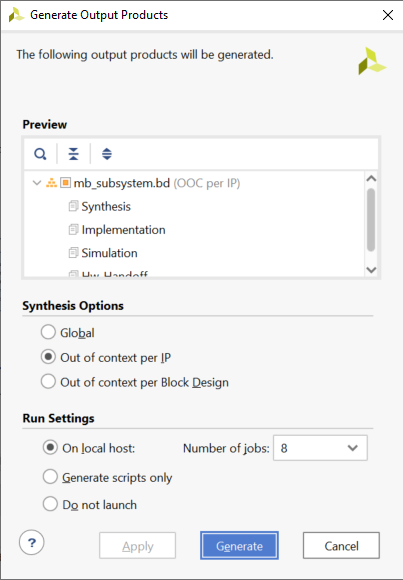 Generate Output Products
The following output products will be generated.
Preview
mb_subsystem.bd (OOC per IP)
Synthesis
Implementation
Simulation
Hw_Handoff
Synthesis Options
Global
Out of context per IP
Out of context per Block Design
Run Settings
On local host: Number of jobs: 8
Generate scripts only
Do not launch
? Apply Generate Cancel